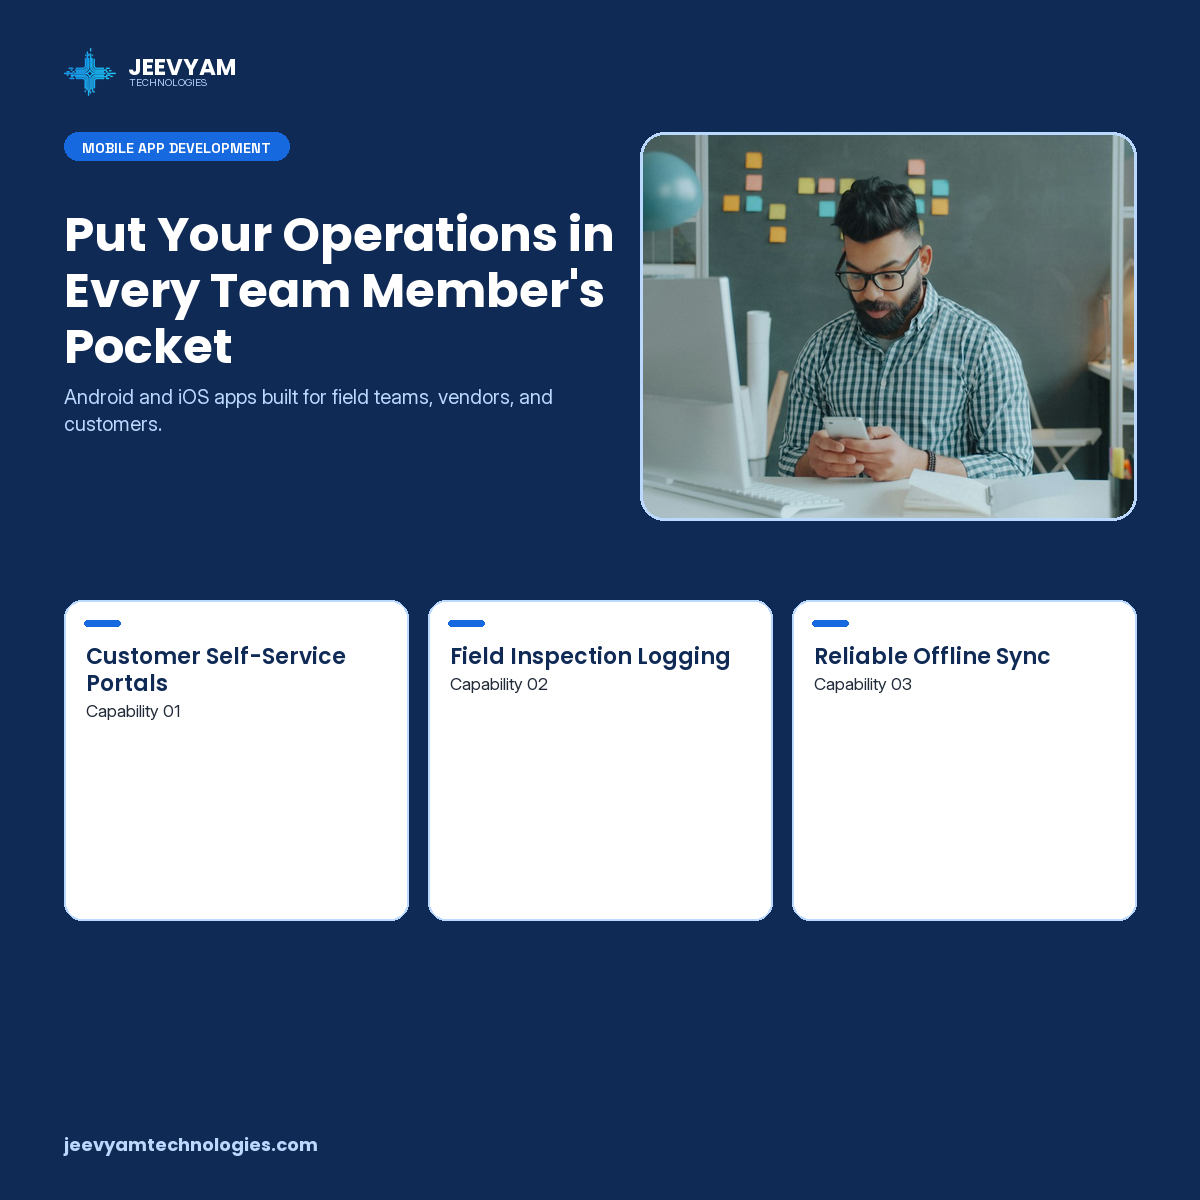 JEEVYAM
TECHNOLOGIES
MOBILE APP DEVELOPMENT
Put Your Operations in
Every Team Member's
Pocket
Android and iOS apps built for field teams, vendors, and
customers.
Customer Self-Service
Portals
Capability 01
Field Inspection Logging
Capability 02
Reliable Offline Sync
Capability 03
jeevyamtechnologies.com